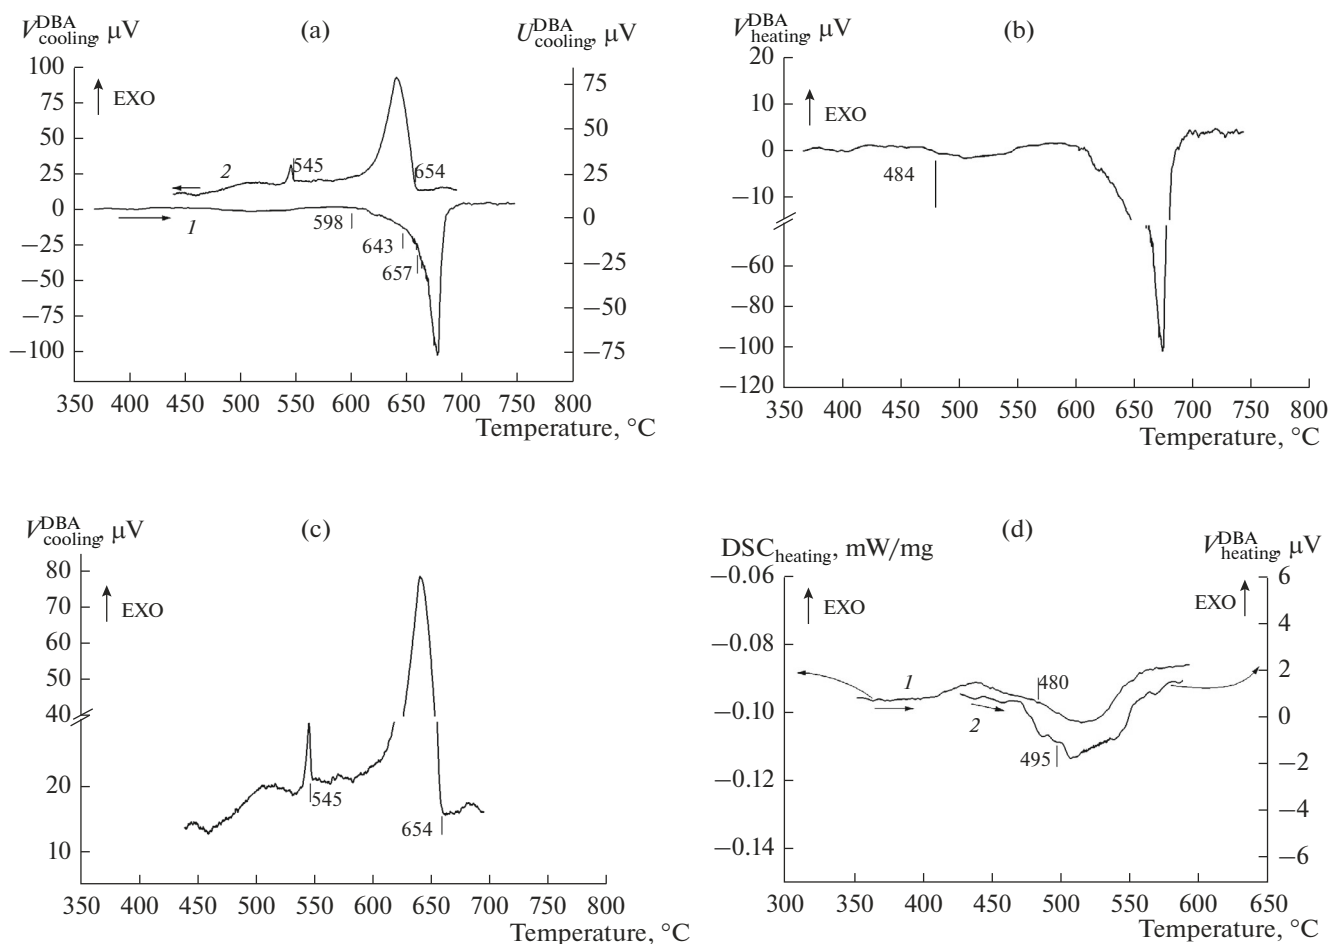 V^DBA_cooling, μV
(a)
U^DBA_cooling, μV
100
75
50
25
0
−25
−50
−75
−100
EXO
2
545
654
1
598
643
657
75
50
25
0
−25
−50
−75
350 400 450 500 550 600 650 700 750 800
Temperature, °C
V^DBA_heating, μV
(b)
20
10
0
−10
−60
−80
−100
−120
EXO
484
350 400 450 500 550 600 650 700 750 800
Temperature, °C
V^DBA_cooling, μV
(c)
80
70
60
50
40
20
10
EXO
545
654
350 400 450 500 550 600 650 700 750 800
Temperature, °C
DSC_heating, mW/mg
(d)
V^DBA_heating, μV
−0.06
−0.08
−0.10
−0.12
−0.14
EXO
EXO
1
480
2
495
6
4
2
0
−2
−4
−6
300 350 400 450 500 550 600 650
Temperature, °C